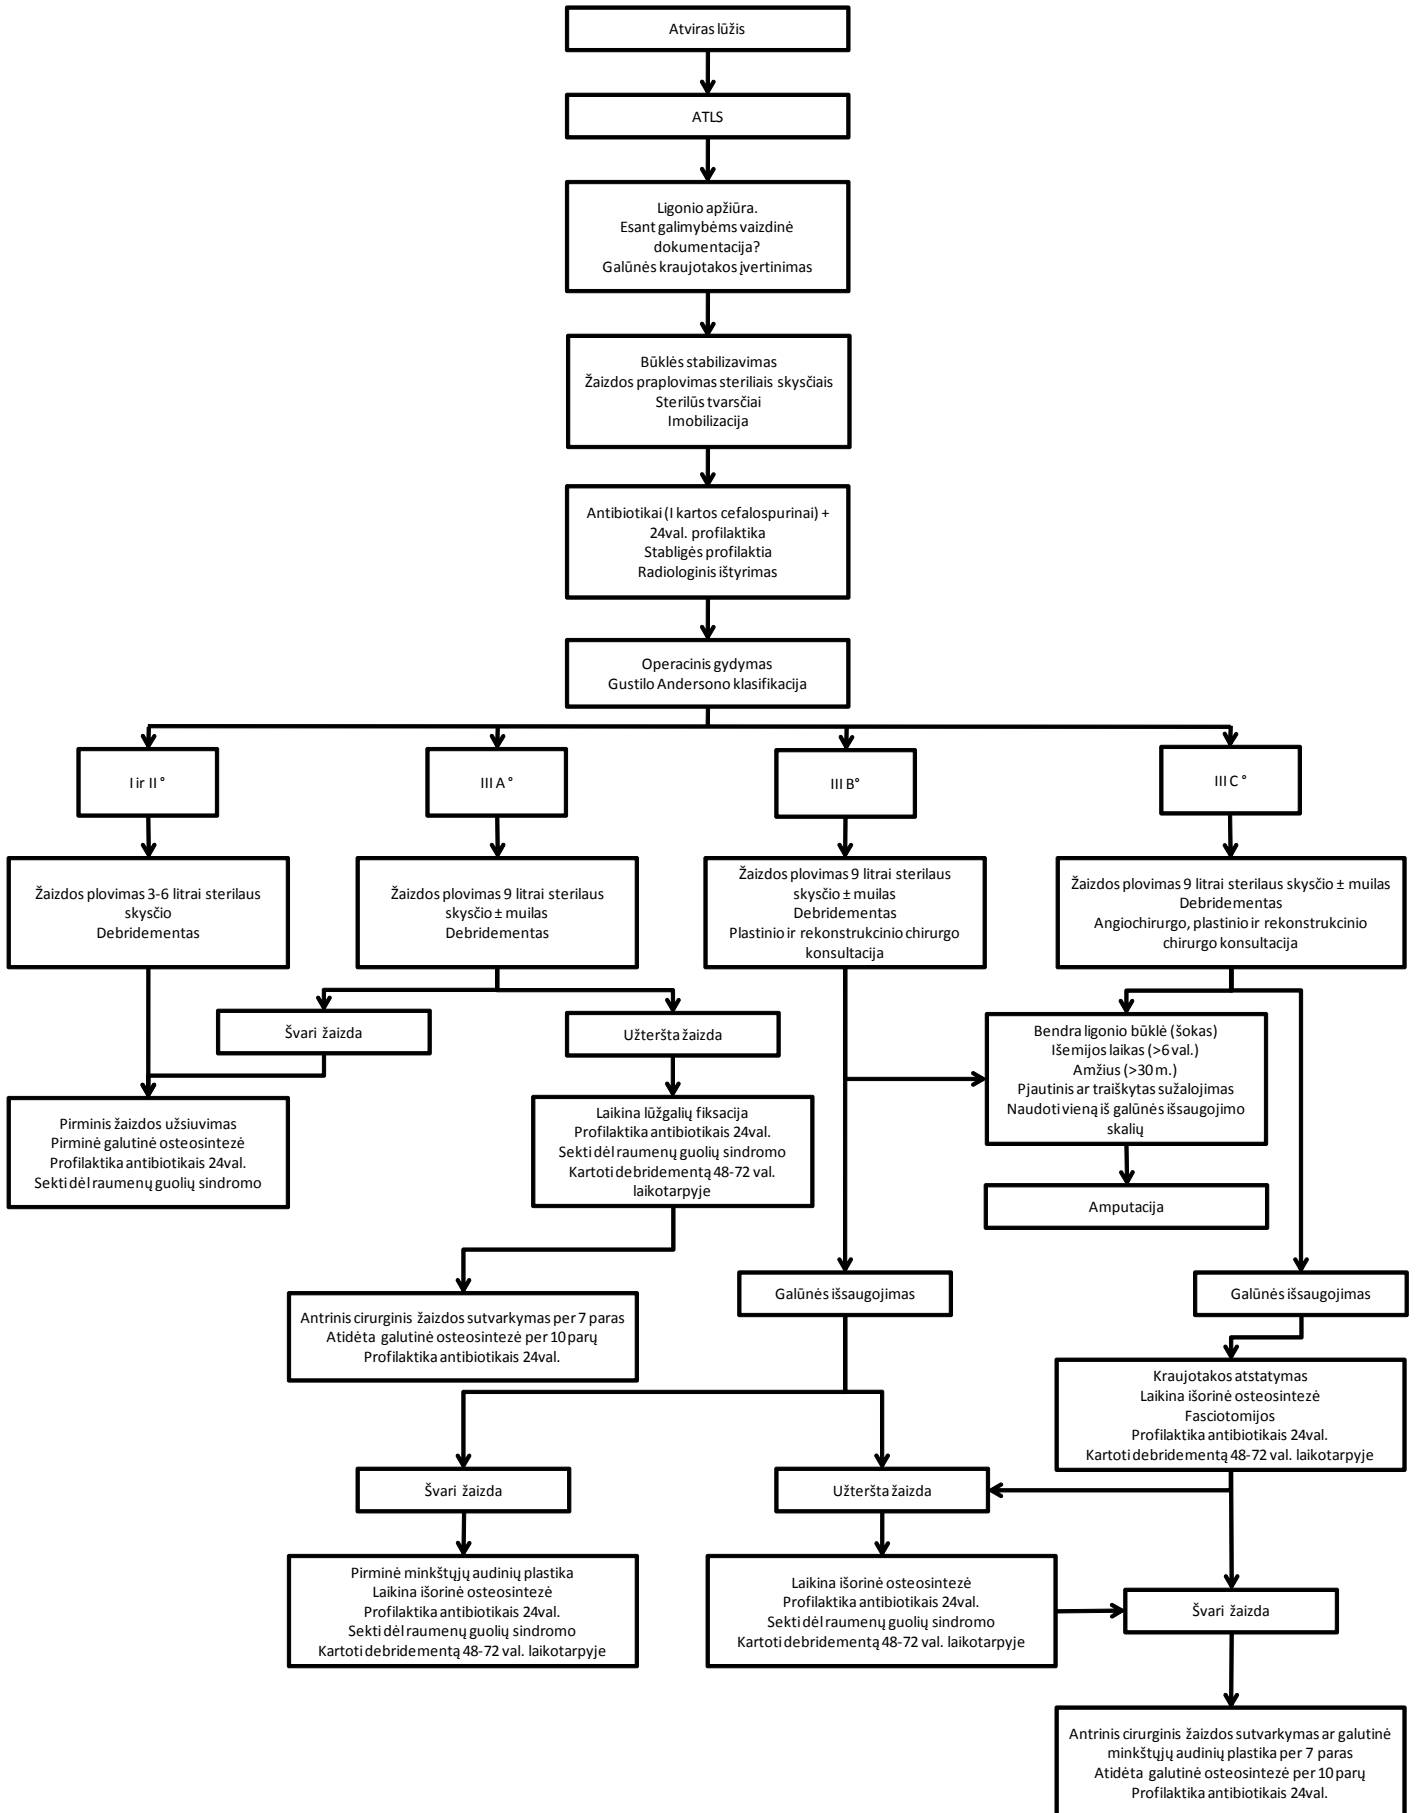 Atviras lūžis
ATLS
Ligonio apžiūra.
Esant galimybėms vaizdinė
dokumentacija?
Galūnės kraujotakos įvertinimas
Būklės stabilizavimas
Žaizdos praplovimas steriliais skysčiais
Sterilūs tvarsčiai
Imobilizacija
Antibiotikai (I kartos cefalospurinai) +
24val. profilaktika
Stabligės profilaktia
Radiologinis ištyrimas
Operacinis gydymas
Gustilo Andersono klasifikacija
I ir II °
III A °
III B°
III C °
Žaizdos plovimas 3-6 litrai sterilaus
skysčio
Debridementas
Žaizdos plovimas 9 litrai sterilaus
skysčio ± muilas
Debridementas
Žaizdos plovimas 9 litrai sterilaus
skysčio ± muilas
Debridementas
Plastinio ir rekonstrukcinio chirurgo
konsultacija
Žaizdos plovimas 9 litrai sterilaus skysčio ± muilas
Debridementas
Angiochirurgo, plastinio ir rekonstrukcinio
chirurgo konsultacija
Švari žaizda
Užteršta žaizda
Bendra ligonio būklė (šokas)
Išemijos laikas (>6 val.)
Amžius (>30 m.)
Pjautinis ar traiškytas sužalojimas
Naudoti vieną iš galūnės išsaugojimo
skalių
Pirminis žaizdos užsiuvimas
Pirminė galutinė osteosintezė
Profilaktika antibiotikais 24val.
Sekti dėl raumenų guolių sindromo
Laikina lūžgalių fiksacija
Profilaktika antibiotikais 24val.
Sekti dėl raumenų guolių sindromo
Kartoti debridementą 48-72 val.
laikotarpyje
Amputacija
Antrinis cirurginis žaizdos sutvarkymas per 7 paras
Atidėta galutinė osteosintezė per 10 parų
Profilaktika antibiotikais 24val.
Galūnės išsaugojimas
Galūnės išsaugojimas
Kraujotakos atstatymas
Laikina išorinė osteosintezė
Fasciotomijos
Profilaktika antibiotikais 24val.
Kartoti debridementą 48-72 val. laikotarpyje
Švari žaizda
Užteršta žaizda
Pirminė minkštųjų audinių plastika
Laikina išorinė osteosintezė
Profilaktika antibiotikais 24val.
Sekti dėl raumenų guolių sindromo
Kartoti debridementą 48-72 val. laikotarpyje
Laikina išorinė osteosintezė
Profilaktika antibiotikais 24val.
Sekti dėl raumenų guolių sindromo
Kartoti debridementą 48-72 val. laikotarpyje
Švari žaizda
Antrinis cirurginis žaizdos sutvarkymas ar galutinė
minkštųjų audinių plastika per 7 paras
Atidėta galutinė osteosintezė per 10 parų
Profilaktika antibiotikais 24val.